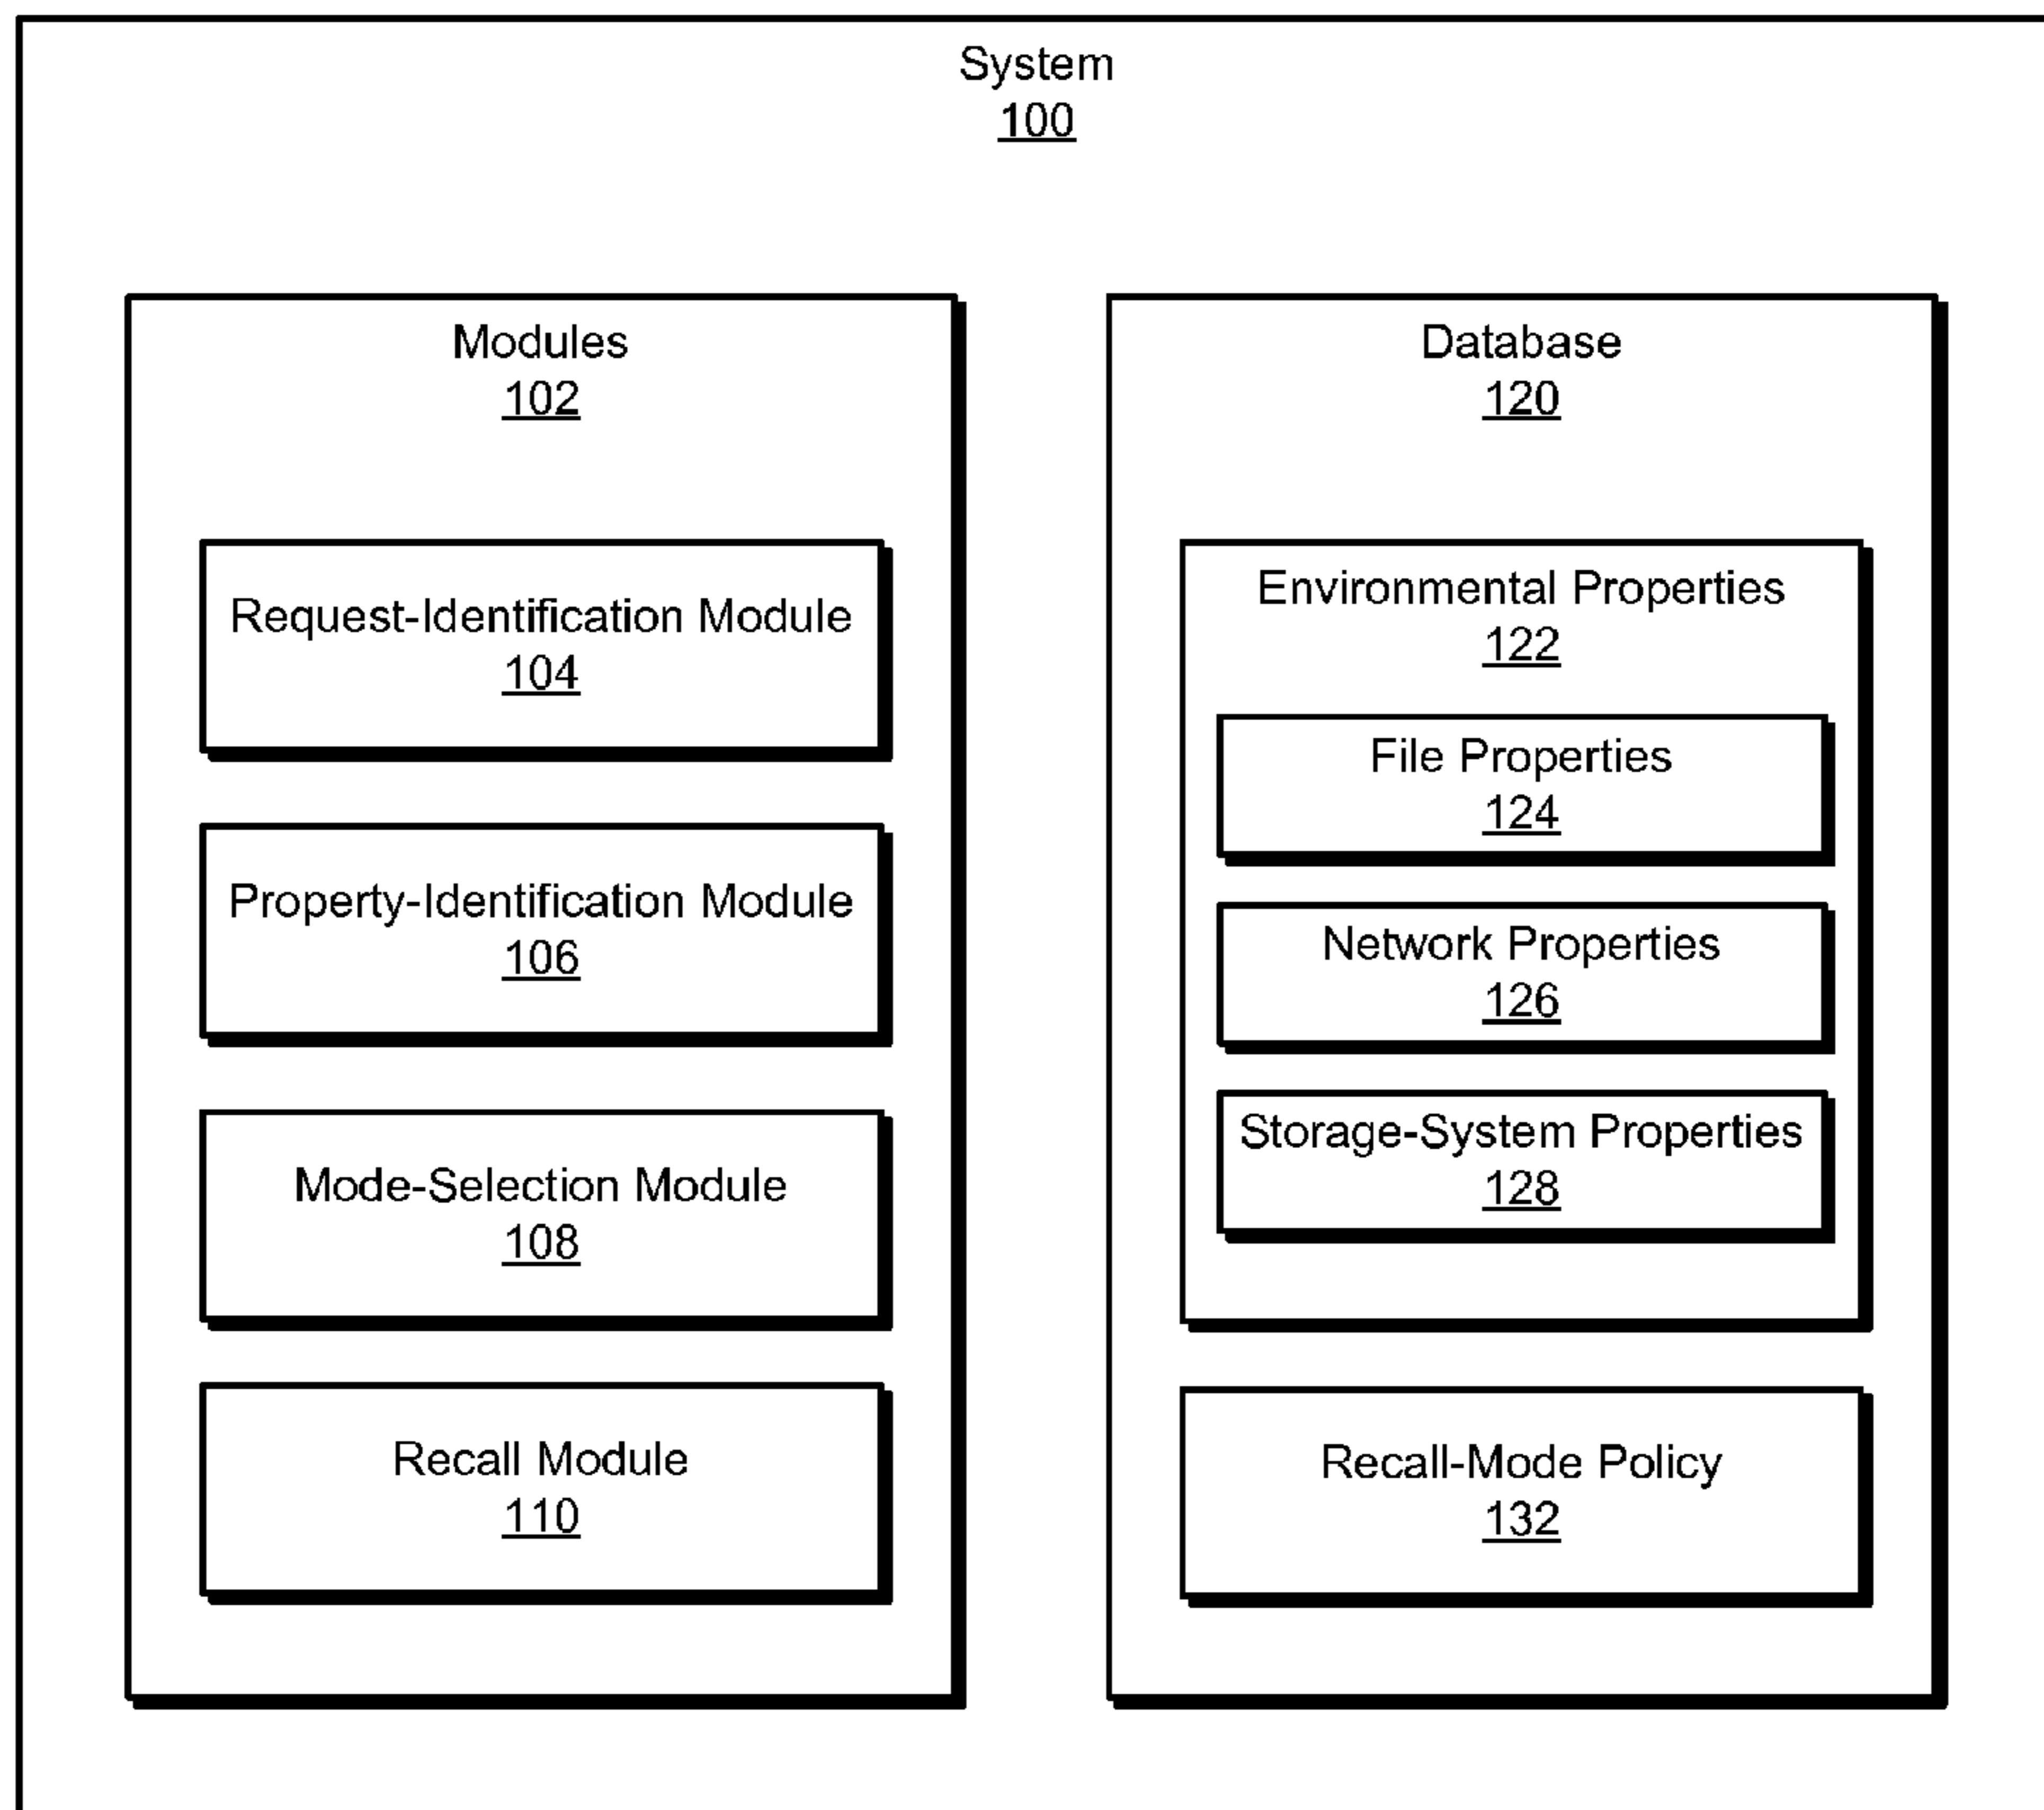 System
100
Modules
102
Request-Identification Module
104
Property-Identification Module
106
Mode-Selection Module
108
Recall Module
110
Database
120
Environmental Properties
122
File Properties
124
Network Properties
126
Storage-System Properties
128
Recall-Mode Policy
132